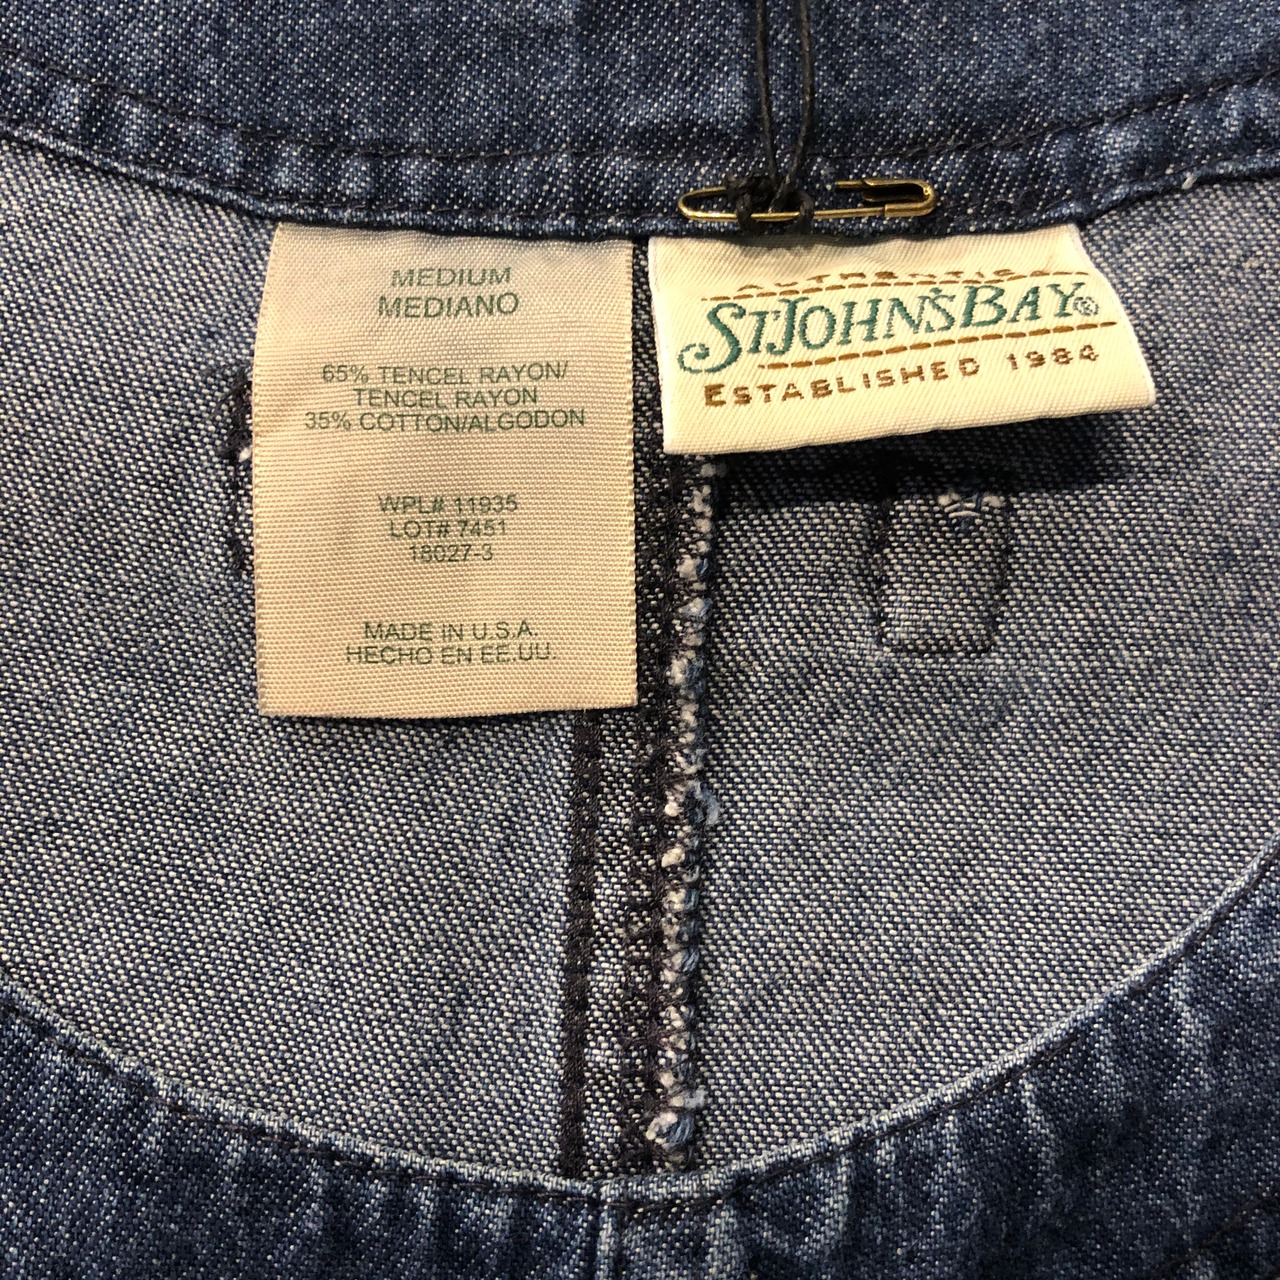 MEDIUM
MEDIANO
65% TENCEL RAYON/
TENCEL RAYON
35% COTTON/ALGODON
WPL# 11935
LOT# 7451
18027-3
MADE IN U.S.A.
HECHO EN EE.UU.
AUTHENTIC
ST. JOHN'S BAY®
ESTABLISHED 1984